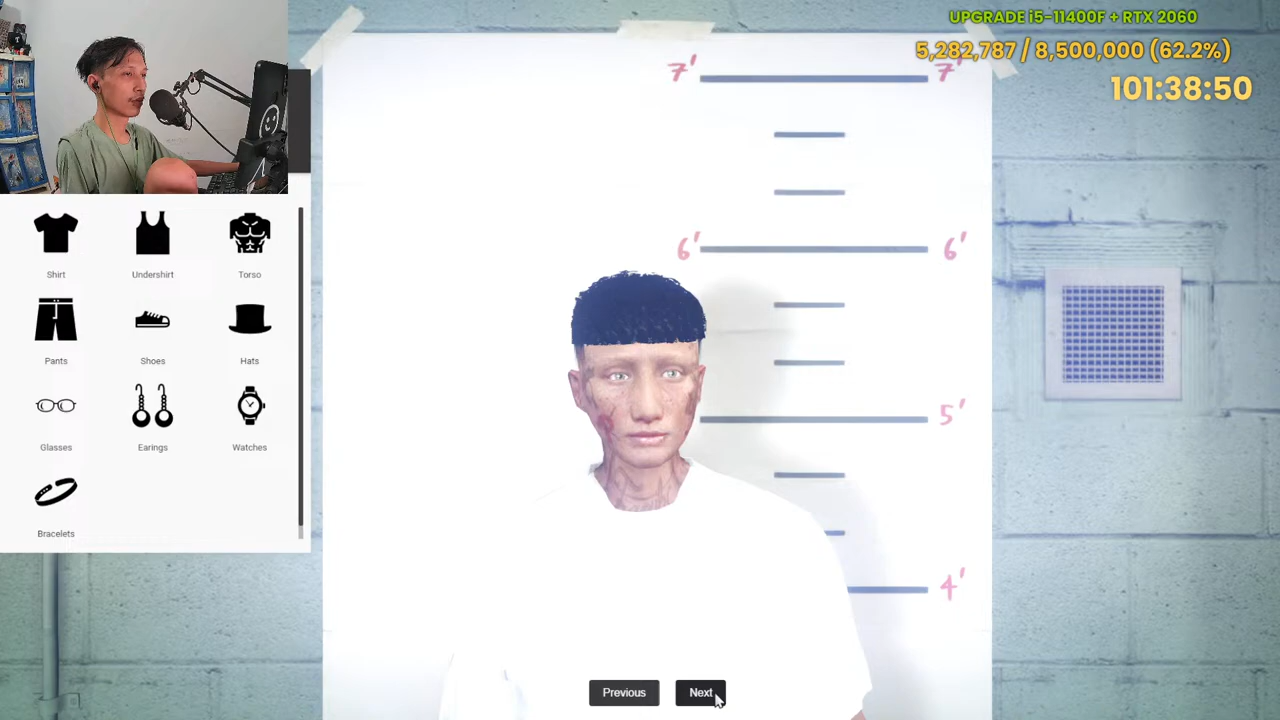 UPGRADE i5-11400F + RTX 2060
5,282,787 / 8,500,000 (62.2%)
101:38:50
7' 7'
6' 6'
5'
4'
Shirt Undershirt Torso
Pants Shoes Hats
Glasses Earings Watches
Bracelets
Previous Next